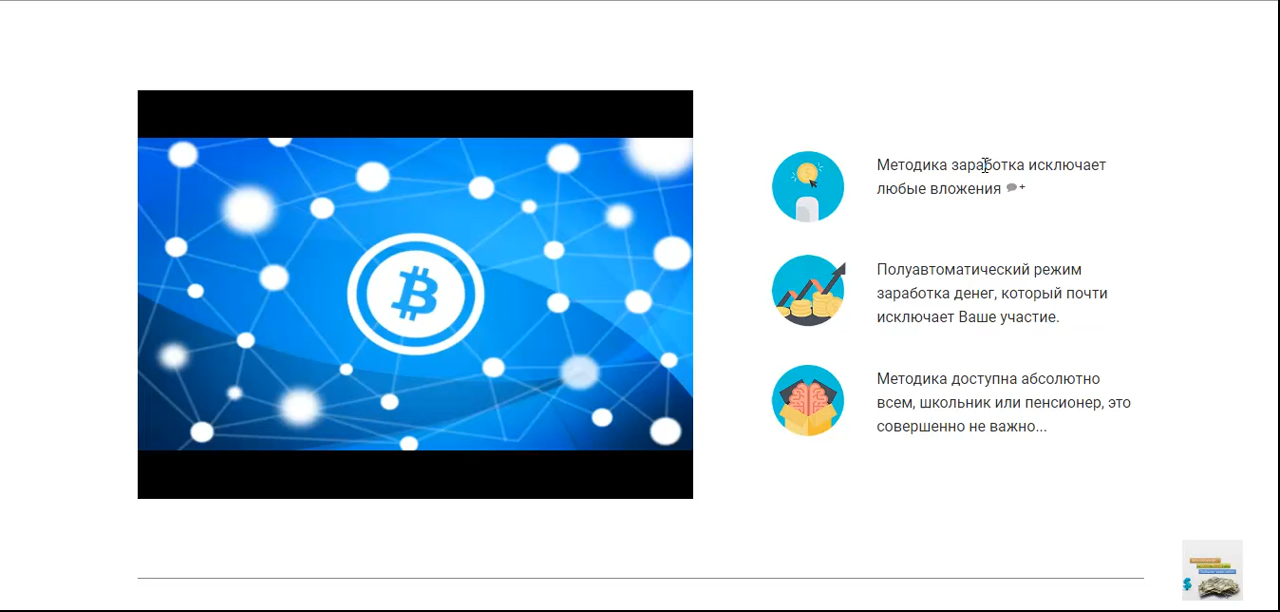 Методика заработка исключает
любые вложения
Полуавтоматический режим
заработка денег, который почти
исключает Ваше участие.
Методика доступна абсолютно
всем, школьник или пенсионер, это
совершенно не важно...